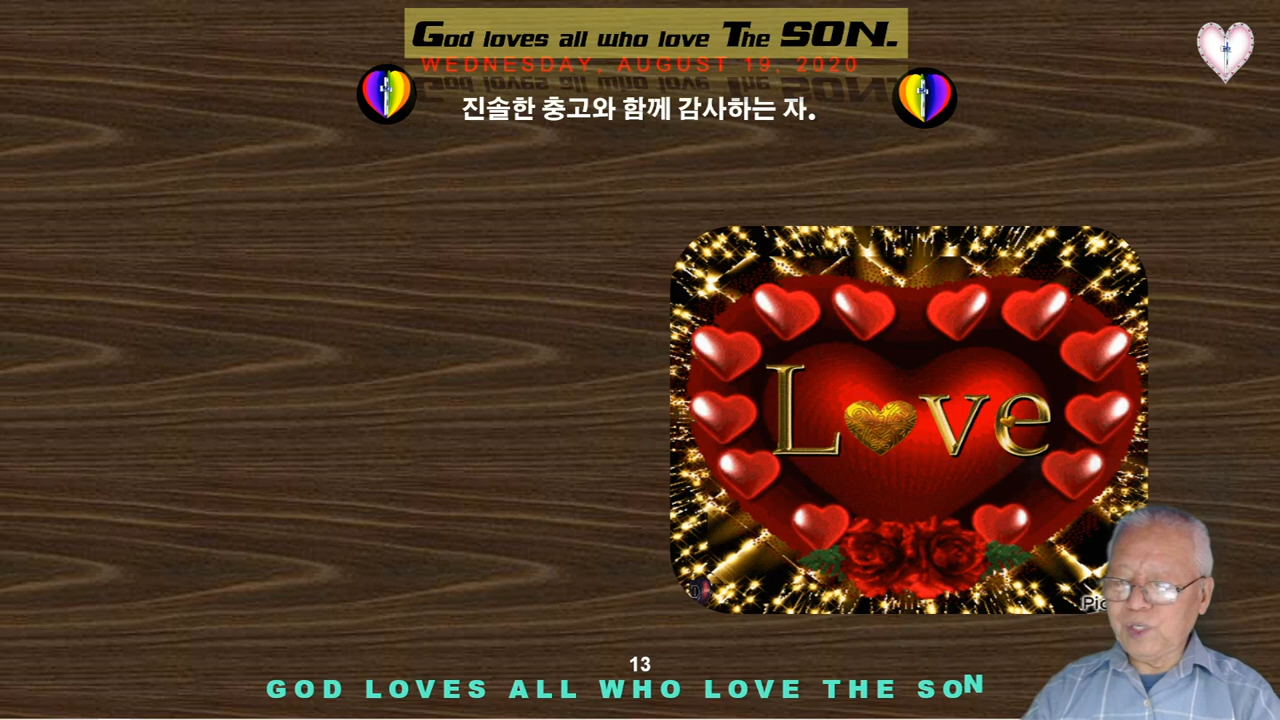 God loves all who love The SON.
WEDNESDAY, AUGUST 19, 2020
진솔한 충고와 함께 감사하는 자.
Love
13
GOD LOVES ALL WHO LOVE THE SON